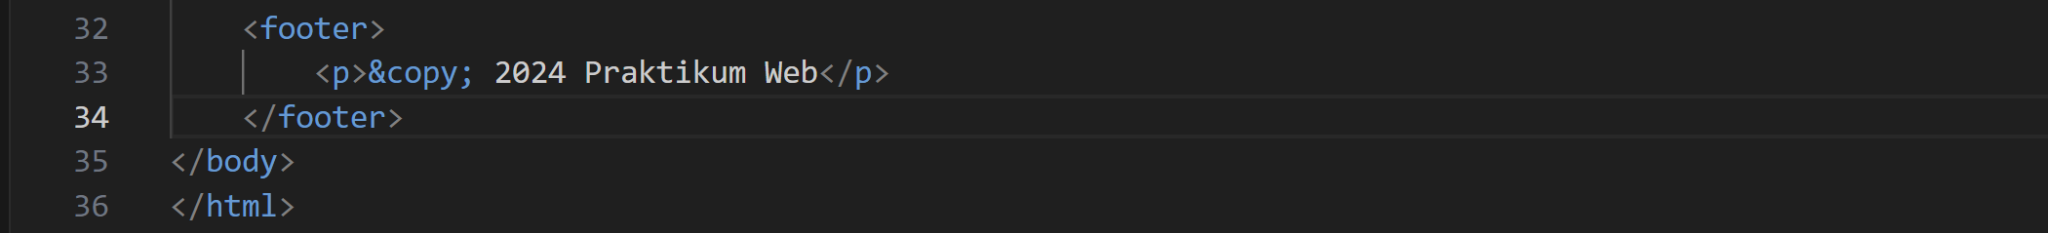 32 <footer>
33 <p>&copy; 2024 Praktikum Web</p>
34 </footer>
35 </body>
36 </html>